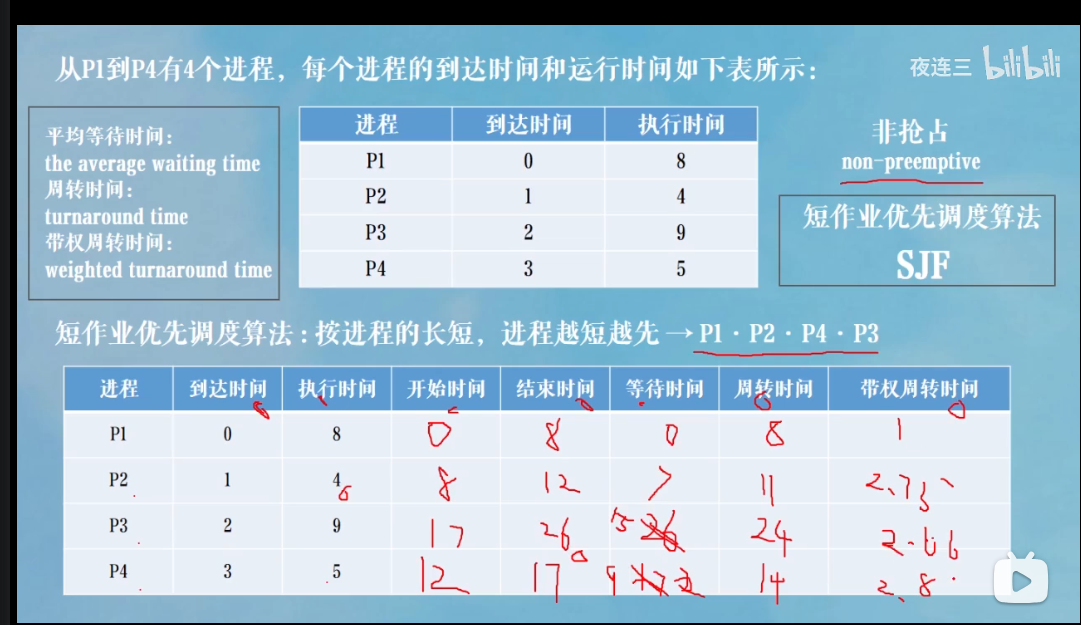 从P1到P4有4个进程，每个进程的到达时间和运行时间如下表所示：
夜连三 bilibili
平均等待时间：
the average waiting time
周转时间：
turnaround time
带权周转时间：
weighted turnaround time
进程 到达时间 执行时间
P1 0 8
P2 1 4
P3 2 9
P4 3 5
非抢占
non-preemptive
短作业优先调度算法
SJF
短作业优先调度算法：按进程的长短，进程越短越先→P1·P2·P4·P3
进程 到达时间 执行时间 开始时间 结束时间 等待时间 周转时间 带权周转时间
P1 0 8 0 8 0 8 1
P2 1 4 8 12 7 11 2.75
P3 2 9 17 26 15 24 2.66
P4 3 5 12 17 9 14 2.8